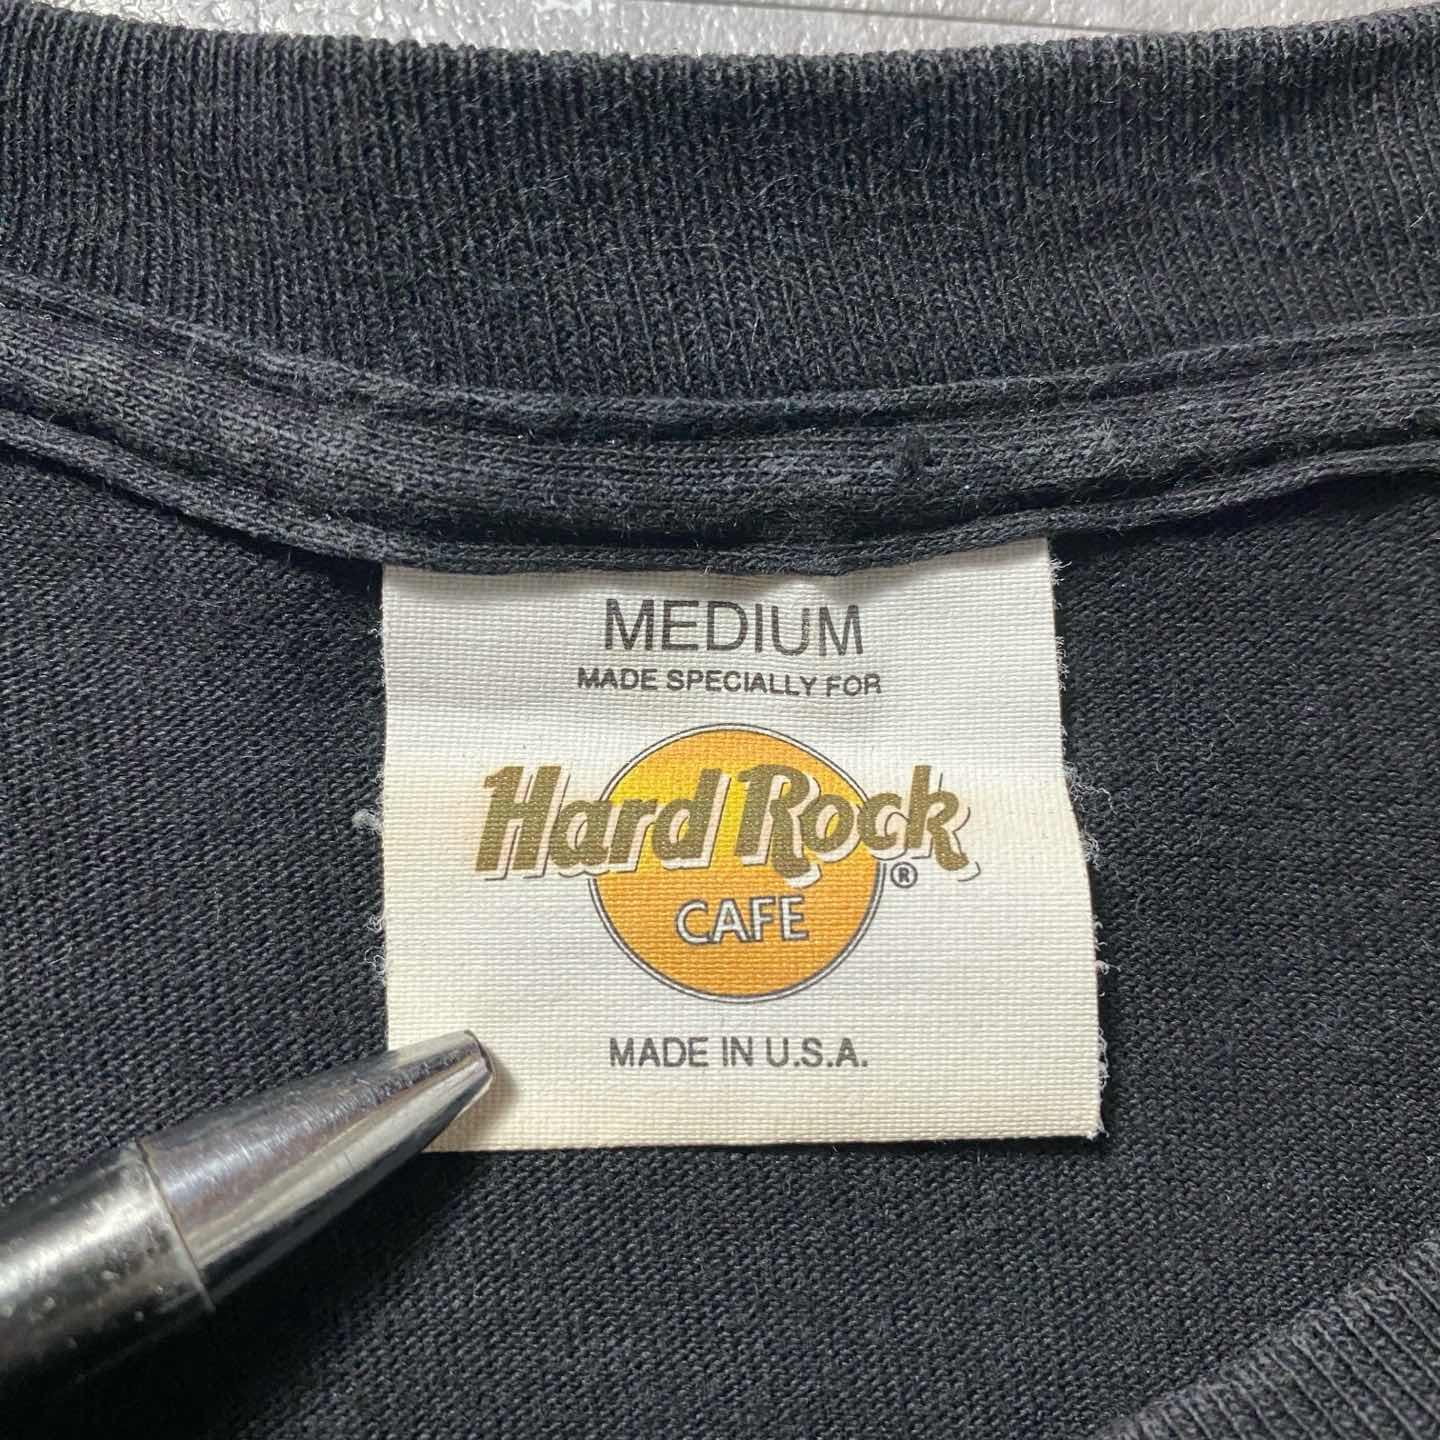 MEDIUM
MADE SPECIALLY FOR
Hard Rock
®
CAFE
MADE IN U.S.A.